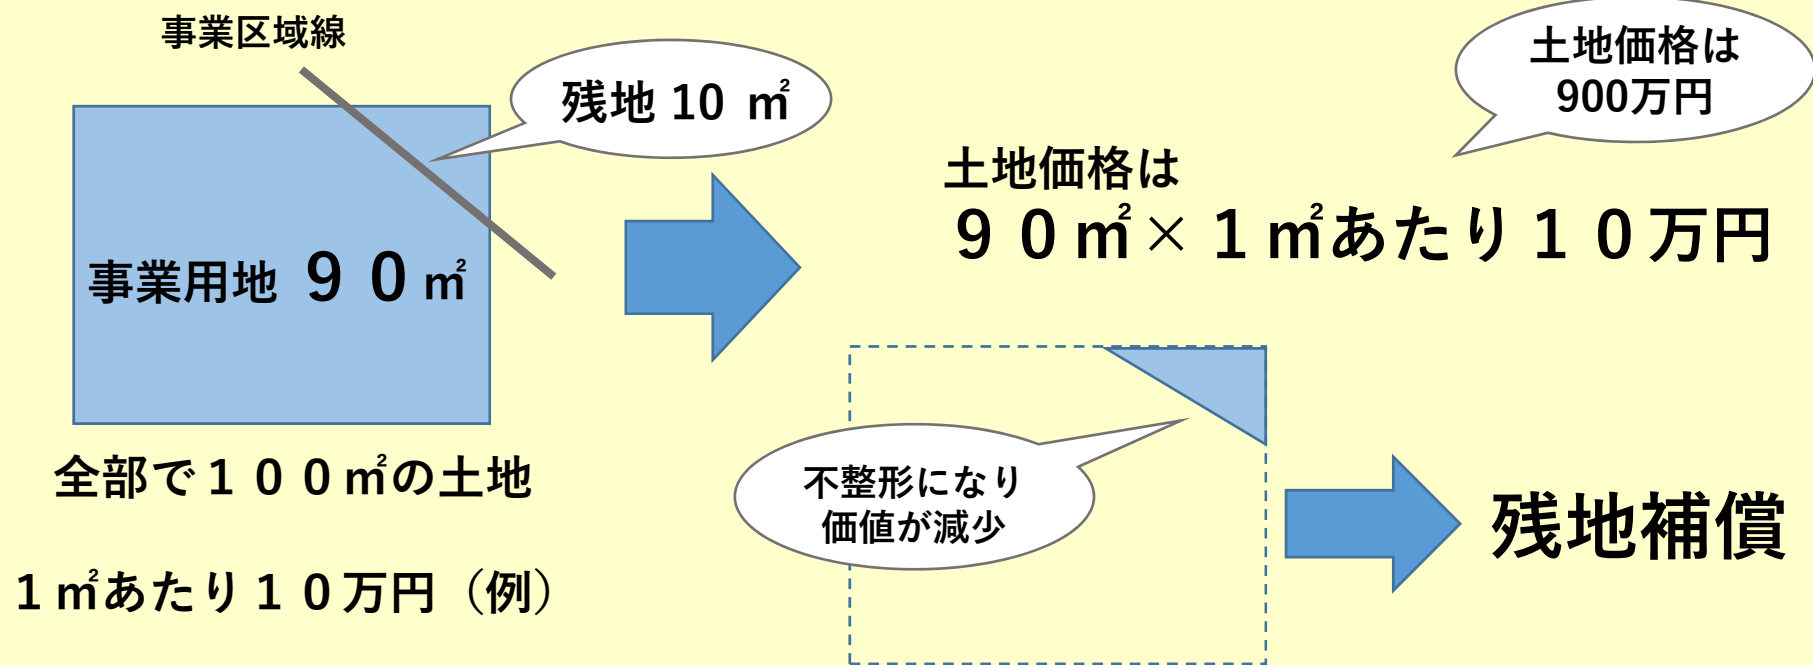 事業区域線
残地 10 ㎡
事業用地 ９０㎡
全部で１００㎡の土地
１㎡あたり１０万円（例）
土地価格は
900万円
土地価格は
９０㎡×１㎡あたり１０万円
不整形になり
価値が減少
残地補償